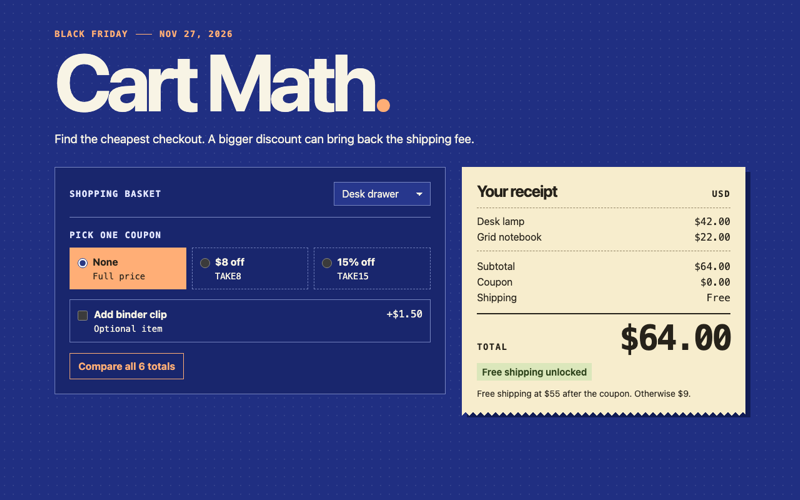 BLACK FRIDAY — NOV 27, 2026
Cart Math.
Find the cheapest checkout. A bigger discount can bring back the shipping fee.
SHOPPING BASKET
Desk drawer
PICK ONE COUPON
None
Full price
$8 off
TAKE8
15% off
TAKE15
Add binder clip
Optional item
+$1.50
Compare all 6 totals
Your receipt
USD
Desk lamp $42.00
Grid notebook $22.00
Subtotal $64.00
Coupon $0.00
Shipping Free
TOTAL $64.00
Free shipping unlocked
Free shipping at $55 after the coupon. Otherwise $9.